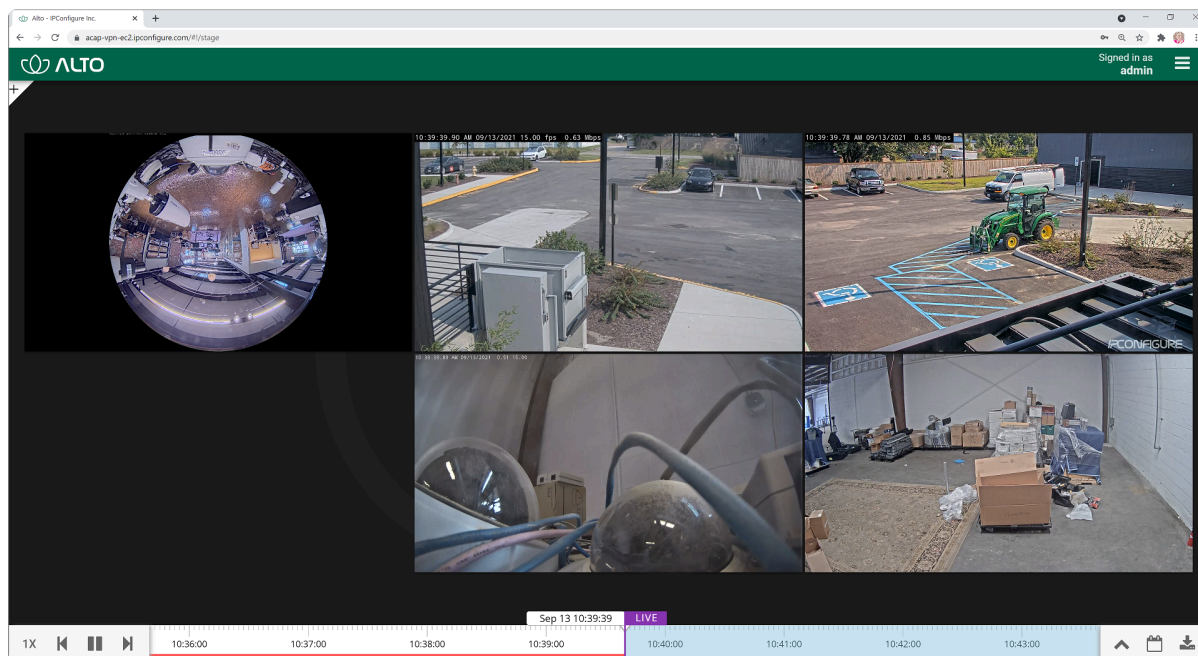 Alto - IPConfigure Inc.
acap-vpn-ec2.ipconfigure.com/#!/stage
ALTO
Signed in as
admin
10:39:39.90 AM 09/13/2021 15.00 fps 0.63 Mbps
10:39:39.78 AM 09/13/2021 0.85 Mbps
IPCONFIGURE
Sep 13 10:39:39
LIVE
1X
10:36:00
10:37:00
10:38:00
10:39:00
10:40:00
10:41:00
10:42:00
10:43:00